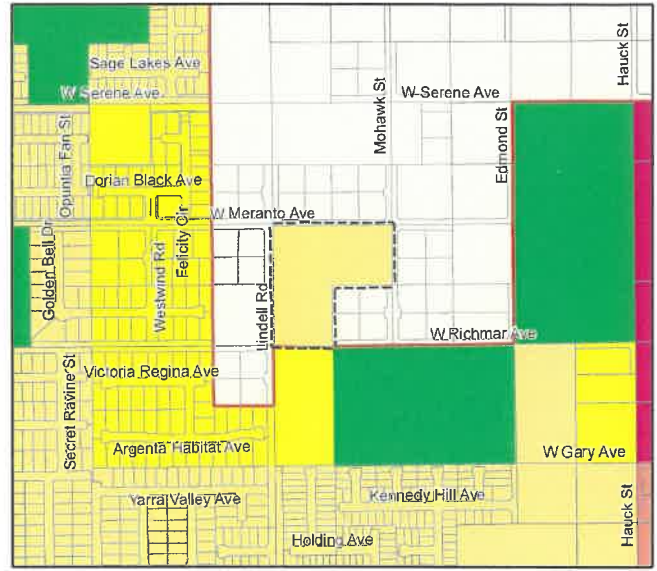 Sage Lakes Ave
W Serene Ave
W Serene Ave
Hauck St
Mohawk St
Edmond St
Opuntia Fan St
Dorian Black Ave
W Meranto Ave
Felicity Cir
Golden Bell Dr
Westwind Rd
Lindell Rd
W Richmar Ave
Secret Ravine St
Victoria Regina Ave
Argenta Habitat Ave
W Gary Ave
Yarra Valley Ave
Kennedy Hill Ave
Hauck St
Holding Ave